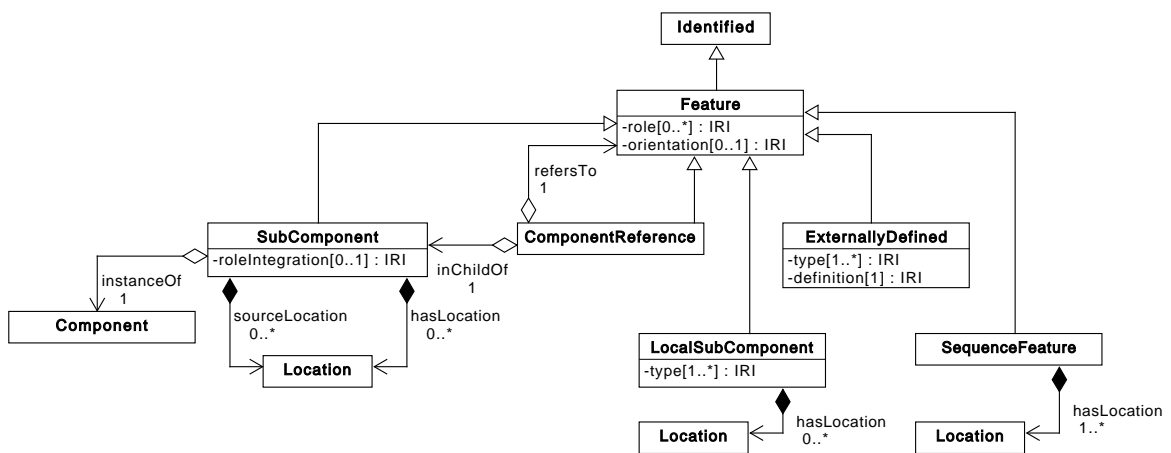 Identified
Feature
-role[0..*] : IRI
-orientation[0..1] : IRI
refersTo
1
SubComponent
-roleIntegration[0..1] : IRI
ComponentReference
ExternallyDefined
-type[1..*] : IRI
-definition[1] : IRI
instanceOf
1
inChildOf
1
Component
sourceLocation
0..*
hasLocation
0..*
Location
LocalSubComponent
-type[1..*] : IRI
SequenceFeature
hasLocation
0..*
Location
hasLocation
1..*
Location